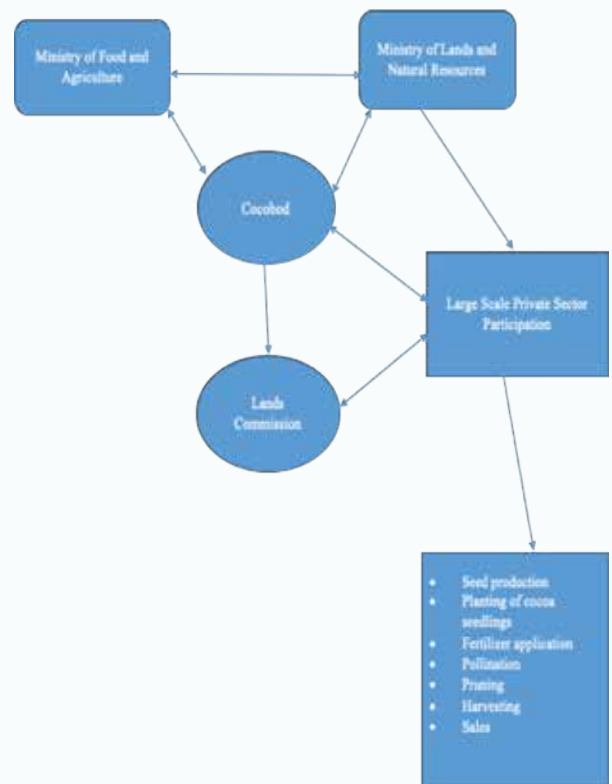 Ministry of Food and
Agriculture
Ministry of Lands and
Natural Resources
Cocobod
Large Scale Private Sector
Participation
Lands
Commission
• Seed production
• Planting of cocoa
seedlings
• Fertilizer application
• Pollination
• Pruning
• Harvesting
• Sales